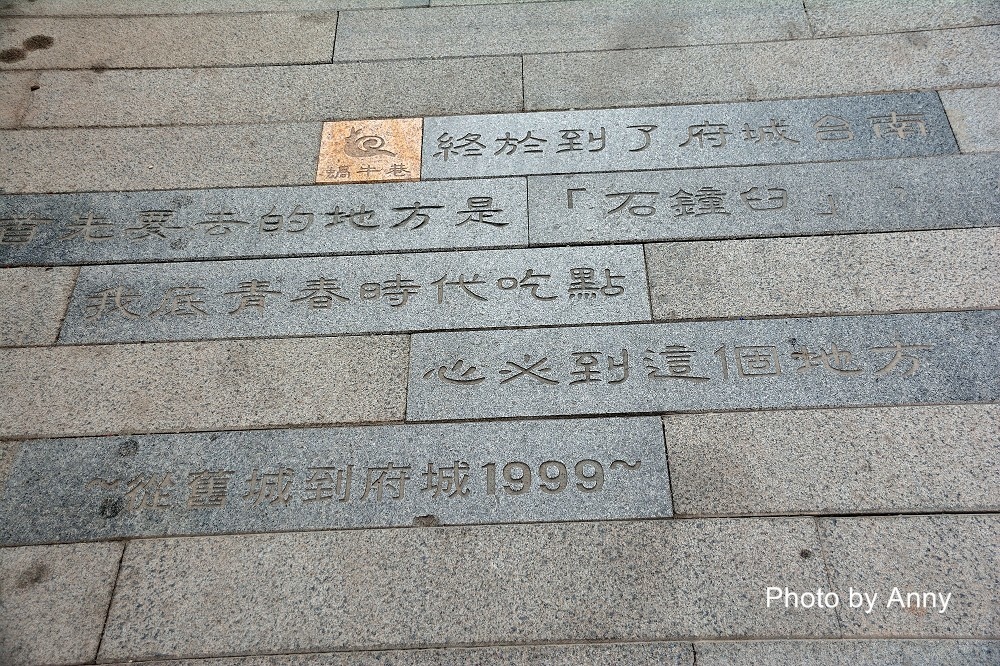 終於到了府城台南
蝸牛巷
首先要去的地方是「石鐘臼」
我底青春時代吃點
心必到這個地方
~從舊城到府城1999~
Photo by Anny